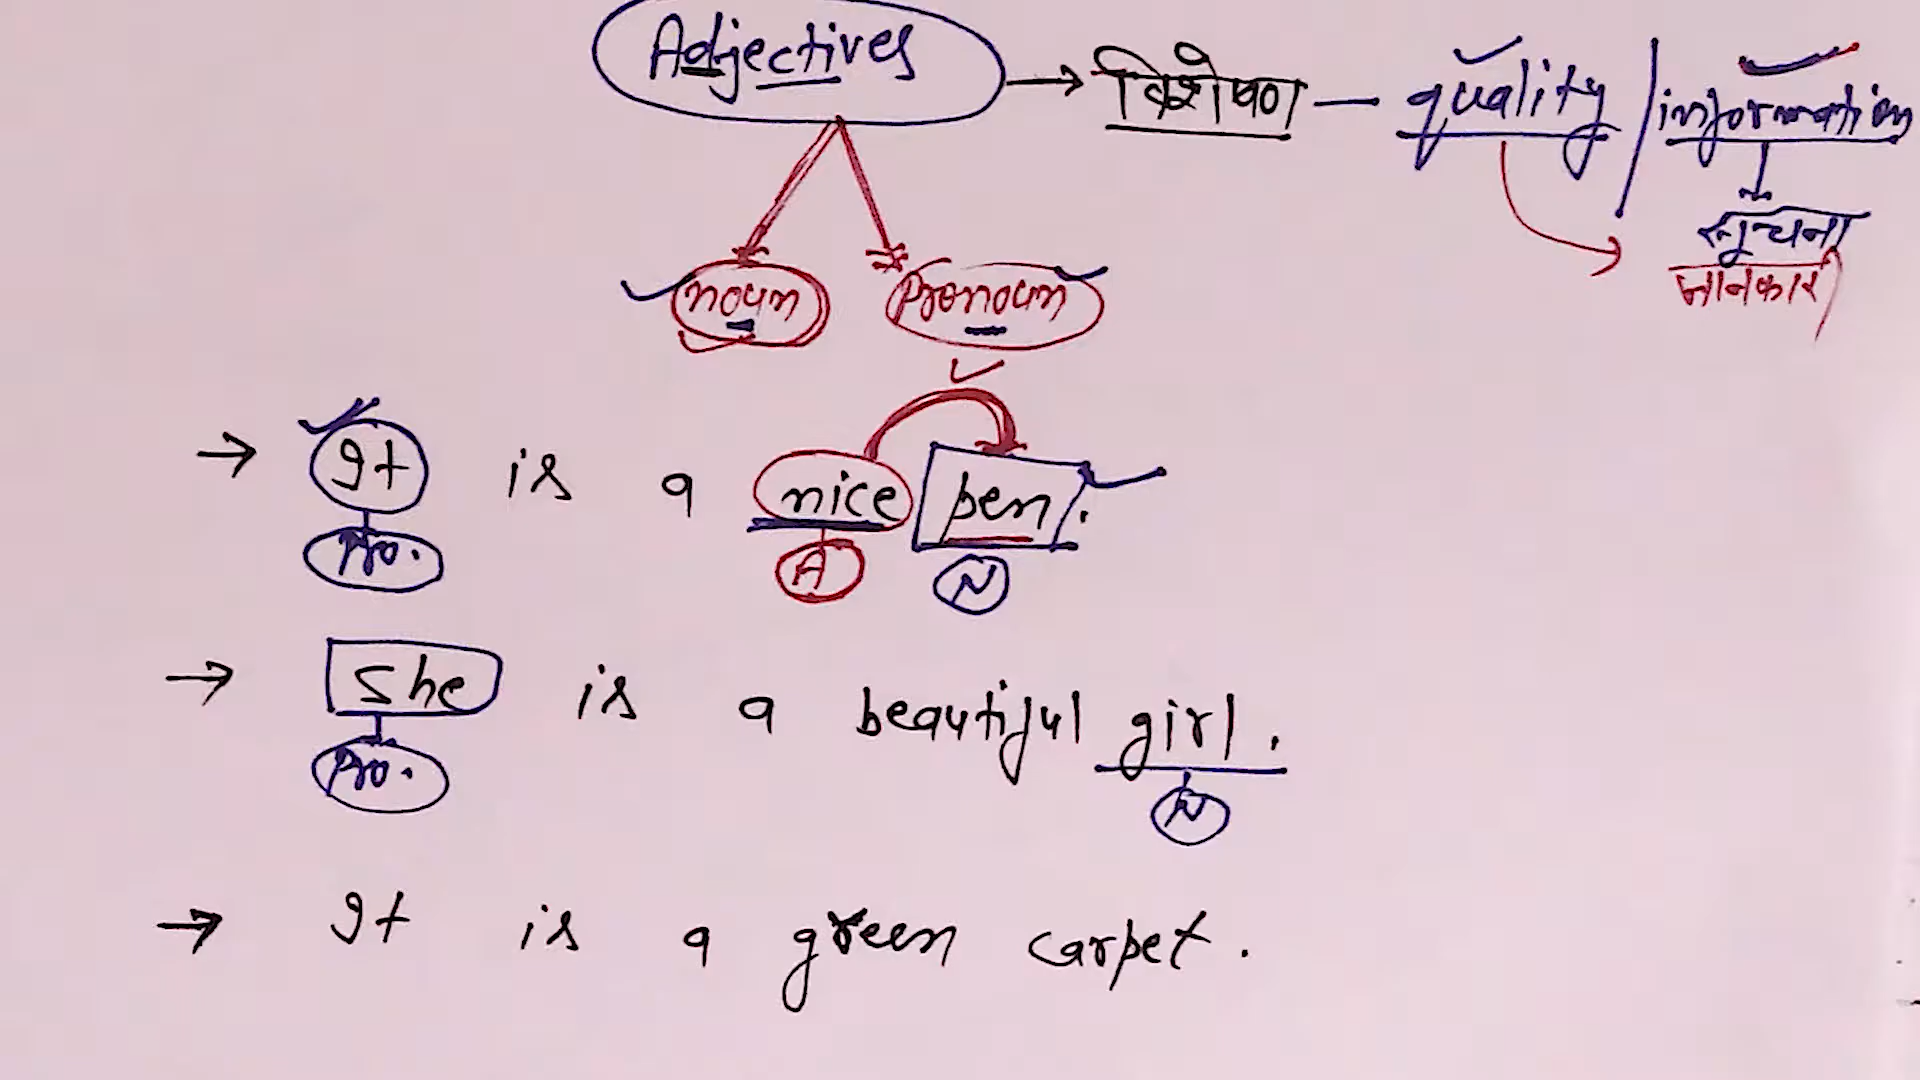 Adjectives → विशेषण — quality / information
सूचना
जानकारी
noun pronoun
→ It is a nice pen.
Pro. A N
→ She is a beautiful girl.
Pro. N
→ It is a green carpet.